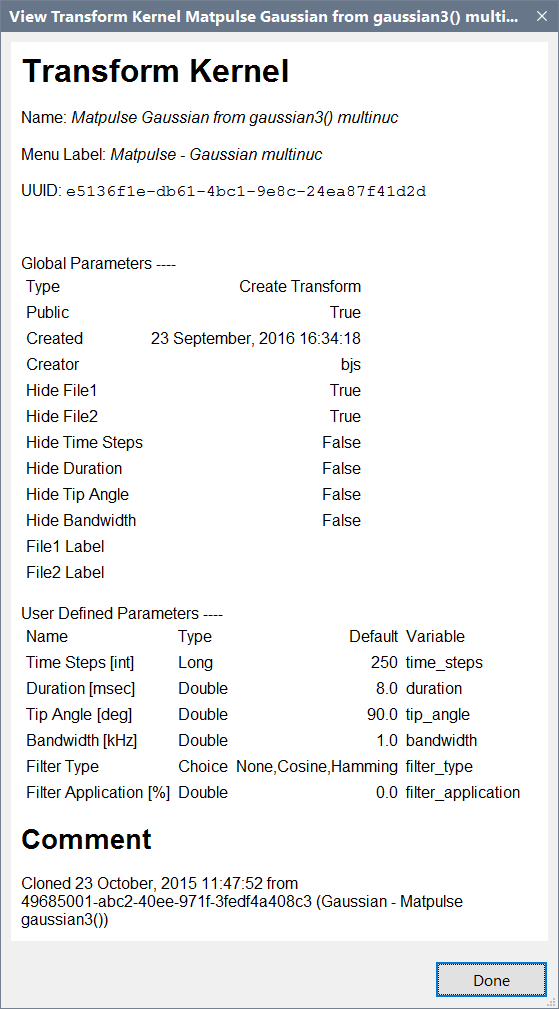 View Transform Kernel Matpulse Gaussian from gaussian3() multi...
Transform Kernel
Name: Matpulse Gaussian from gaussian3() multinuc
Menu Label: Matpulse - Gaussian multinuc
UUID: e5136f1e-db61-4bc1-9e8c-24ea87f41d2d
Global Parameters ----
Type Create Transform
Public True
Created 23 September, 2016 16:34:18
Creator bjs
Hide File1 True
Hide File2 True
Hide Time Steps False
Hide Duration False
Hide Tip Angle False
Hide Bandwidth False
File1 Label
File2 Label
User Defined Parameters ----
Name Type Default Variable
Time Steps [int] Long 250 time_steps
Duration [msec] Double 8.0 duration
Tip Angle [deg] Double 90.0 tip_angle
Bandwidth [kHz] Double 1.0 bandwidth
Filter Type Choice None,Cosine,Hamming filter_type
Filter Application [%] Double 0.0 filter_application
Comment
Cloned 23 October, 2015 11:47:52 from
49685001-abc2-40ee-971f-3fedf4a408c3 (Gaussian - Matpulse
gaussian3())
Done